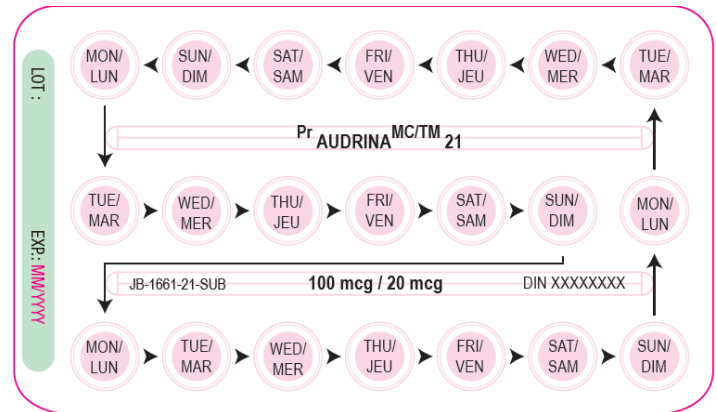 MON/ LUN
SUN/ DIM
SAT/ SAM
FRI/ VEN
THU/ JEU
WED/ MER
TUE/ MAR
LOT :
Pr AUDRINA MC/TM 21
TUE/ MAR
WED/ MER
THU/ JEU
FRI/ VEN
SAT/ SAM
SUN/ DIM
MON/ LUN
EXP.: MM/YYYY
JB-1661-21-SUB 100 mcg / 20 mcg DIN XXXXXXXX
MON/ LUN
TUE/ MAR
WED/ MER
THU/ JEU
FRI/ VEN
SAT/ SAM
SUN/ DIM